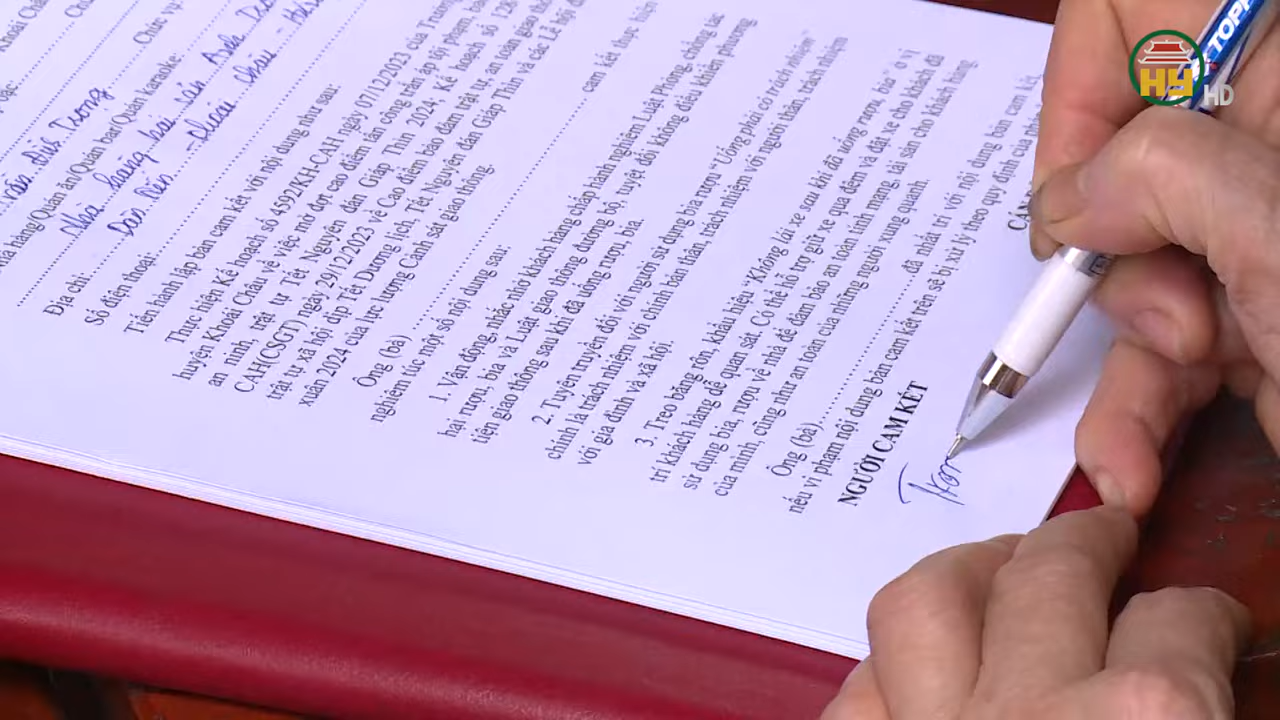 Khoái Châ
Chức vụ:
Trần Đình Tương Chức
hà hàng/Quán ăn/Quán bar/Quán karaoke:
Nhà hàng hải sản
Địa chỉ: Dân Tiến - Khoái Châu -
Số điện thoại:
Tiến hành lập bản cam kết với nội dung như sau:
Thực hiện Kế hoạch số 4592/KH-CAH ngày 07/12/2023 của Trưởng
huyện Khoái Châu về việc mở đợt cao điểm tấn công trấn áp tội phạm, bảo
an ninh, trật tự Tết Nguyên đán Giáp Thìn 2024; Kế hoạch số 128
CAH(CSGT) ngày 29/12/2023 về Cao điểm bảo đảm trật tự, an toàn giao thông
trật tự xã hội dịp Tết Dương lịch, Tết Nguyên đán Giáp Thìn và các Lễ hội đ
xuân 2024 của lực lượng Cảnh sát giao thông.
Ông (bà) cam kết thực hiện
nghiêm túc một số nội dung sau:
1. Vận động, nhắc nhở khách hàng chấp hành nghiêm Luật Phòng, chống tác
hại rượu, bia và Luật giao thông đường bộ, tuyệt đối không điều khiển phương
tiện giao thông sau khi đã uống rượu, bia.
2. Tuyên truyền đối với người sử dụng bia rượu “Uống phải có trách nhiệm”
chính là trách nhiệm với chính bản thân, trách nhiệm với người thân, trách nhiệm
với gia đình và xã hội.
3. Treo băng rôn, khẩu hiệu “Không lái xe sau khi đã uống rượu, bia” ở vị
trí khách hàng dễ quan sát. Có thể hỗ trợ gửi xe qua đêm và đặt xe cho khách đã
sử dụng bia, rượu về nhà để đảm bảo an toàn tính mạng, tài sản cho khách hàng
của mình, cũng như an toàn của những người xung quanh.
Ông (bà) đã nhất trí với nội dung bản cam kết,
nếu vi phạm nội dung bản cam kết trên sẽ bị xử lý theo quy định của
NGƯỜI CAM KẾT CÁN
HY HD